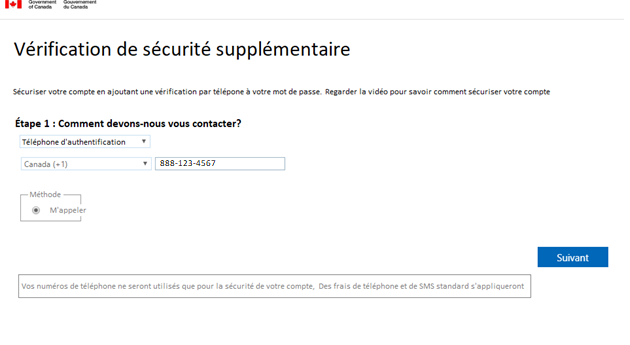 Government Gouvernement
of Canada du Canada
Vérification de sécurité supplémentaire
Sécuriser votre compte en ajoutant une vérification par télépone à votre mot de passe. Regarder la vidéo pour savoir comment sécuriser votre compte
Étape 1 : Comment devons-nous vous contacter?
Téléphone d'authentification
Canada (+1) 888-123-4567
Méthode
M'appeler
Suivant
Vos numéros de téléphone ne seront utilisés que pour la sécurité de votre compte, Des frais de téléphone et de SMS standard s'appliqueront